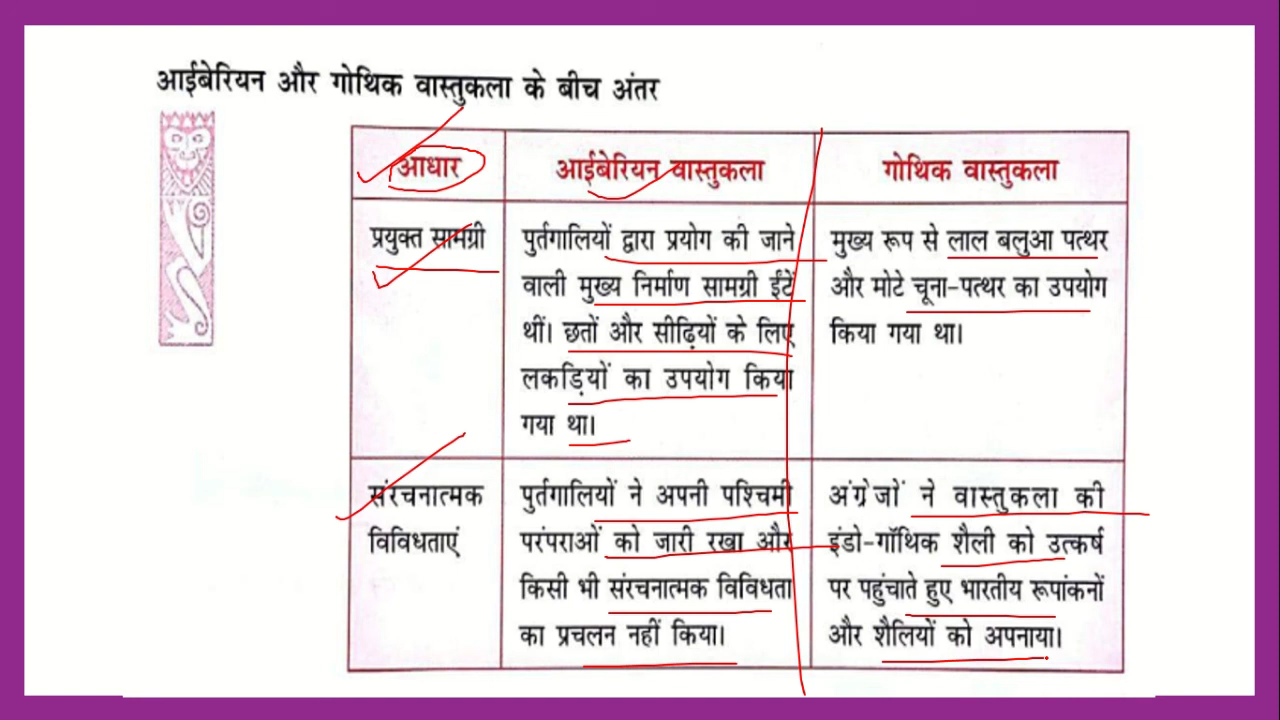 आईबेरियन और गोथिक वास्तुकला के बीच अंतर
आधार
आईबेरियन वास्तुकला
गोथिक वास्तुकला
प्रयुक्त सामग्री
पुर्तगालियों द्वारा प्रयोग की जाने
वाली मुख्य निर्माण सामग्री ईंटें
थीं। छतों और सीढ़ियों के लिए
लकड़ियों का उपयोग किया
गया था।
मुख्य रूप से लाल बलुआ पत्थर
और मोटे चूना-पत्थर का उपयोग
किया गया था।
संरचनात्मक
विविधताएं
पुर्तगालियों ने अपनी पश्चिमी
परंपराओं को जारी रखा और
किसी भी संरचनात्मक विविधता
का प्रचलन नहीं किया।
अंग्रेजों ने वास्तुकला की
इंडो-गॉथिक शैली को उत्कर्ष
पर पहुंचाते हुए भारतीय रूपांकनों
और शैलियों को अपनाया।